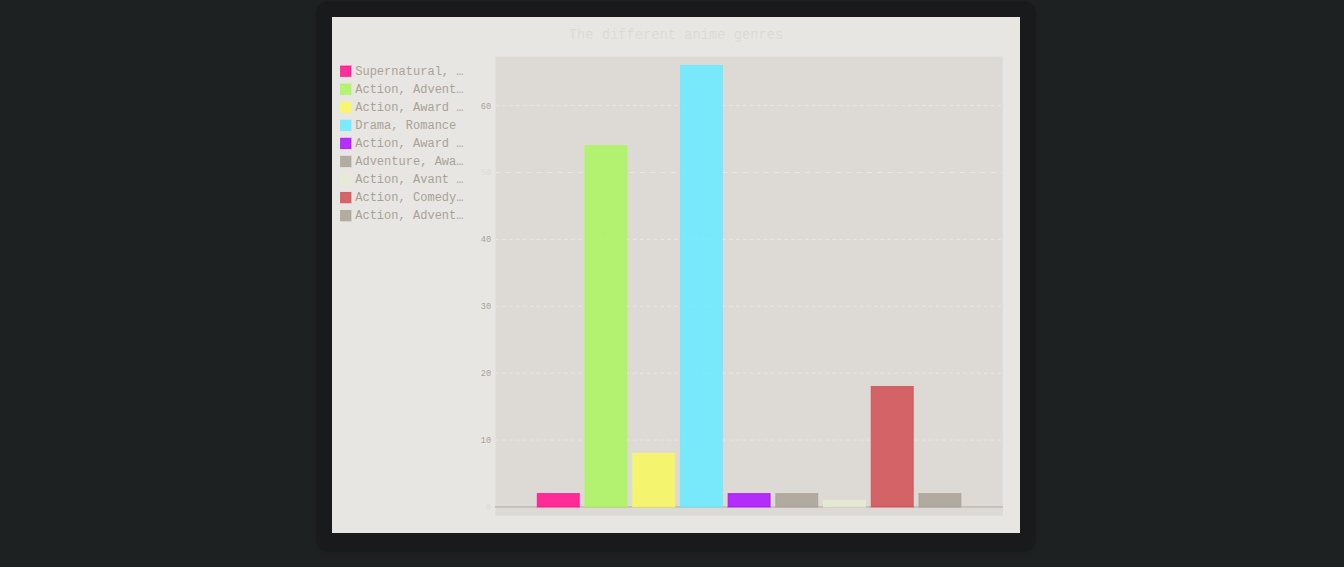 The different anime genres
Supernatural, …
Action, Advent…
Action, Award …
Drama, Romance
Action, Award …
Adventure, Awa…
Action, Avant …
Action, Comedy…
Action, Advent…
60
50
40
30
20
10
0